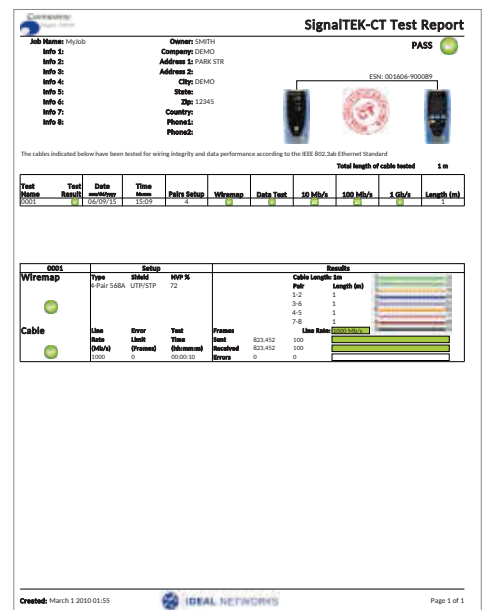 SignalTEK-CT Test Report
Job Name: MyJob Owner: SMITH PASS
Info 1: Company: DEMO
Info 2: Address 1: PARK STR
Info 3: Address 2:
Info 4: City: DEMO ESN: 001606-900089
Info 5: State:
Info 6: Zip: 12345
Info 7: Country:
Info 8: Phone1:
Phone2:
The cables indicated below have been tested for wiring integrity and data performance according to the IEEE 802.3ab Ethernet Standard
Total length of cable tested 1 m
Test Test Date Time
Name Result Pairs Setup Wiremap Data Test 10 Mb/s 100 Mb/s 1 Gb/s Length (m)
0001 06/09/15 15:09 4 1
0001 Setup Results
Wiremap Type Shield NVP % Cable Length: 1m
4-Pair 568A UTP/STP 72 Pair Length (m)
1-2 1
3-6 1
4-5 1
7-8 1
Cable Line Error Test Frames Line Rate: 1000 Mb/s
Rate Limit Time Sent 823,452 100
(Mb/s) (Frames) (hh:mm:ss) Received 823,452 100
1000 0 00:00:10 Errors 0 0
Created: March 1 2010 01:55 IDEAL NETWORKS Page 1 of 1